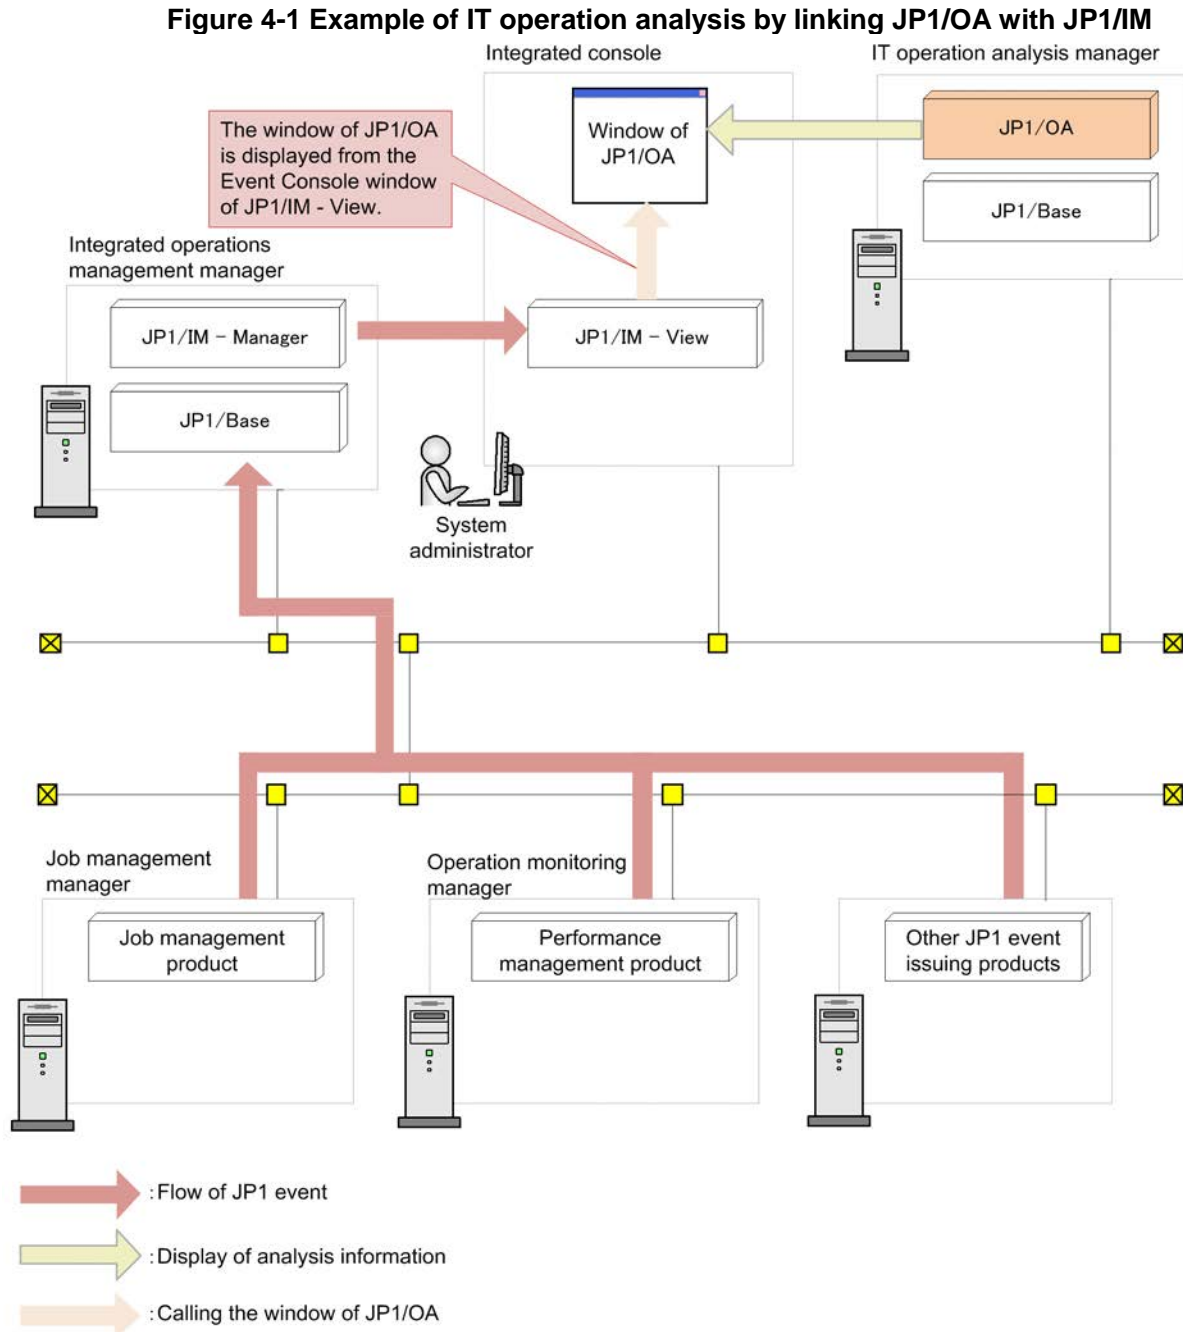 Figure 4-1 Example of IT operation analysis by linking JP1/OA with JP1/IM
Integrated console
IT operation analysis manager
The window of JP1/OA
is displayed from the
Event Console window
of JP1/IM - View.
Window of
JP1/OA
JP1/OA
JP1/Base
Integrated operations
management manager
JP1/IM - Manager
JP1/Base
JP1/IM - View
System
administrator
Job management
manager
Job management
product
Operation monitoring
manager
Performance
management product
Other JP1 event
issuing products
:Flow of JP1 event
:Display of analysis information
:Calling the window of JP1/OA